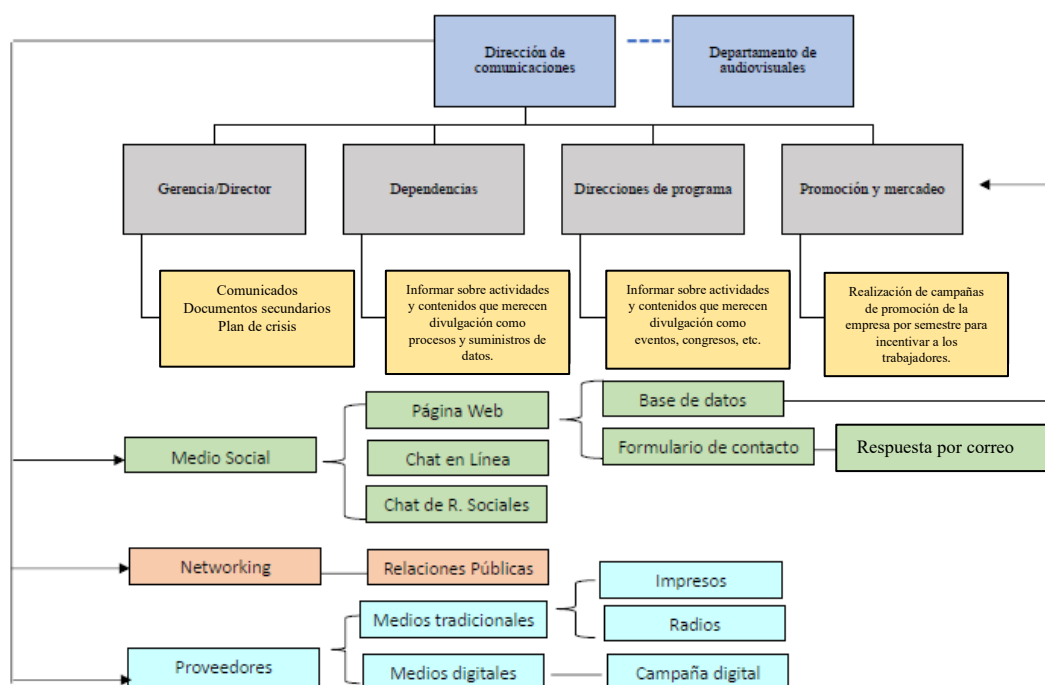 Dirección de
comunicaciones
Departamento de
audiovisuales
Gerencia/Director
Dependencias
Direcciones de programa
Promoción y mercadeo
Comunicados
Documentos secundarios
Plan de crisis
Informar sobre actividades
y contenidos que merecen
divulgación como
procesos y suministros de
datos.
Informar sobre actividades
y contenidos que merecen
divulgación como
eventos, congresos, etc.
Realización de campañas
de promoción de la
empresa por semestre para
incentivar a los
trabajadores.
Medio Social
Página Web
Chat en Línea
Chat de R. Sociales
Base de datos
Formulario de contacto
Respuesta por correo
Networking
Relaciones Públicas
Proveedores
Medios tradicionales
Impresos
Radios
Medios digitales
Campaña digital